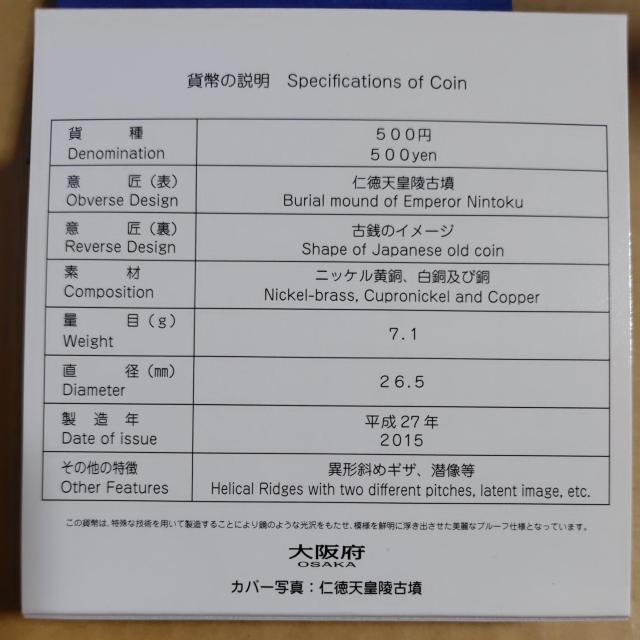 貨幣の説明 Specifications of Coin
貨 種
Denomination
５００円
５００yen
意 匠（表）
Obverse Design
仁徳天皇陵古墳
Burial mound of Emperor Nintoku
意 匠（裏）
Reverse Design
古銭のイメージ
Shape of Japanese old coin
素 材
Composition
ニッケル黄銅、白銅及び銅
Nickel-brass, Cupronickel and Copper
量 目（ｇ）
Weight
７.１
直 径（㎜）
Diameter
２６.５
製 造 年
Date of issue
平成２７年
２０１５
その他の特徴
Other Features
異形斜めギザ、潜像等
Helical Ridges with two different pitches, latent image, etc.
この貨幣は、特殊な技術を用いて製造することにより鏡のような光沢をもたせ、模様を鮮明に浮き出させた美麗なプルーフ仕様となっています。
大阪府
OSAKA
カバー写真：仁徳天皇陵古墳